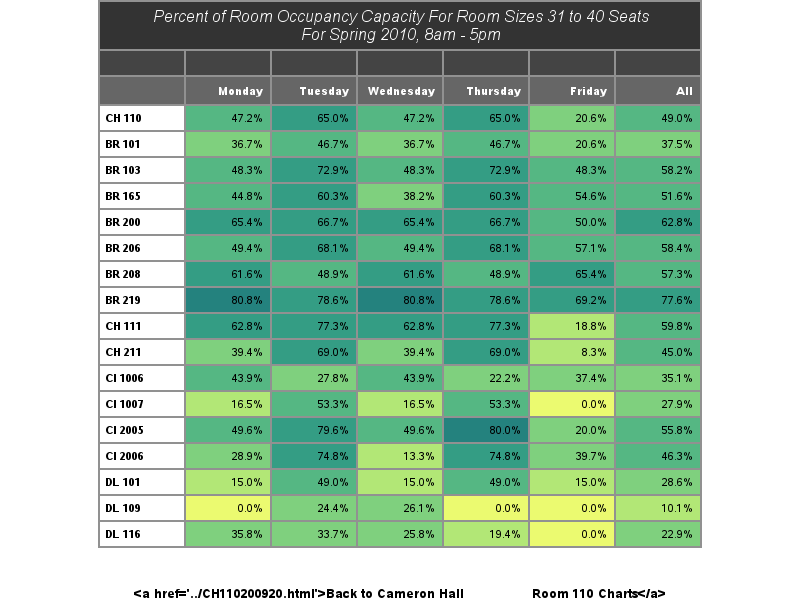 Percent of Room Occupancy Capacity For Room Sizes 31 to 40 Seats
For Spring 2010, 8am - 5pm
Monday Tuesday Wednesday Thursday Friday All
CH 110 47.2% 65.0% 47.2% 65.0% 20.6% 49.0%
BR 101 36.7% 46.7% 36.7% 46.7% 20.6% 37.5%
BR 103 48.3% 72.9% 48.3% 72.9% 48.3% 58.2%
BR 165 44.8% 60.3% 38.2% 60.3% 54.6% 51.6%
BR 200 65.4% 66.7% 65.4% 66.7% 50.0% 62.8%
BR 206 49.4% 68.1% 49.4% 68.1% 57.1% 58.4%
BR 208 61.6% 48.9% 61.6% 48.9% 65.4% 57.3%
BR 219 80.8% 78.6% 80.8% 78.6% 69.2% 77.6%
CH 111 62.8% 77.3% 62.8% 77.3% 18.8% 59.8%
CH 211 39.4% 69.0% 39.4% 69.0% 8.3% 45.0%
CI 1006 43.9% 27.8% 43.9% 22.2% 37.4% 35.1%
CI 1007 16.5% 53.3% 16.5% 53.3% 0.0% 27.9%
CI 2005 49.6% 79.6% 49.6% 80.0% 20.0% 55.8%
CI 2006 28.9% 74.8% 13.3% 74.8% 39.7% 46.3%
DL 101 15.0% 49.0% 15.0% 49.0% 15.0% 28.6%
DL 109 0.0% 24.4% 26.1% 0.0% 0.0% 10.1%
DL 116 35.8% 33.7% 25.8% 19.4% 0.0% 22.9%
<a href='../CH110200920.html'>Back to Cameron Hall Room 110 Charts</a>